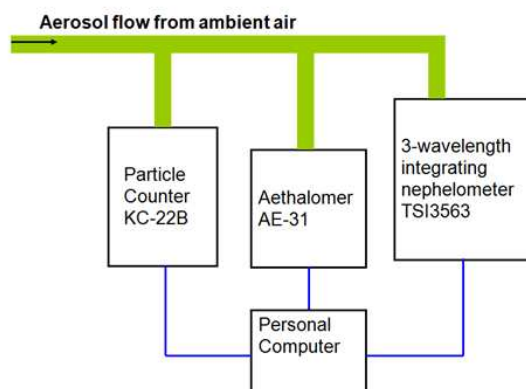 Aerosol flow from ambient air
Particle
Counter
KC-22B
Aethalomer
AE-31
3-wavelength
integrating
nephelometer
TSI3563
Personal
Computer